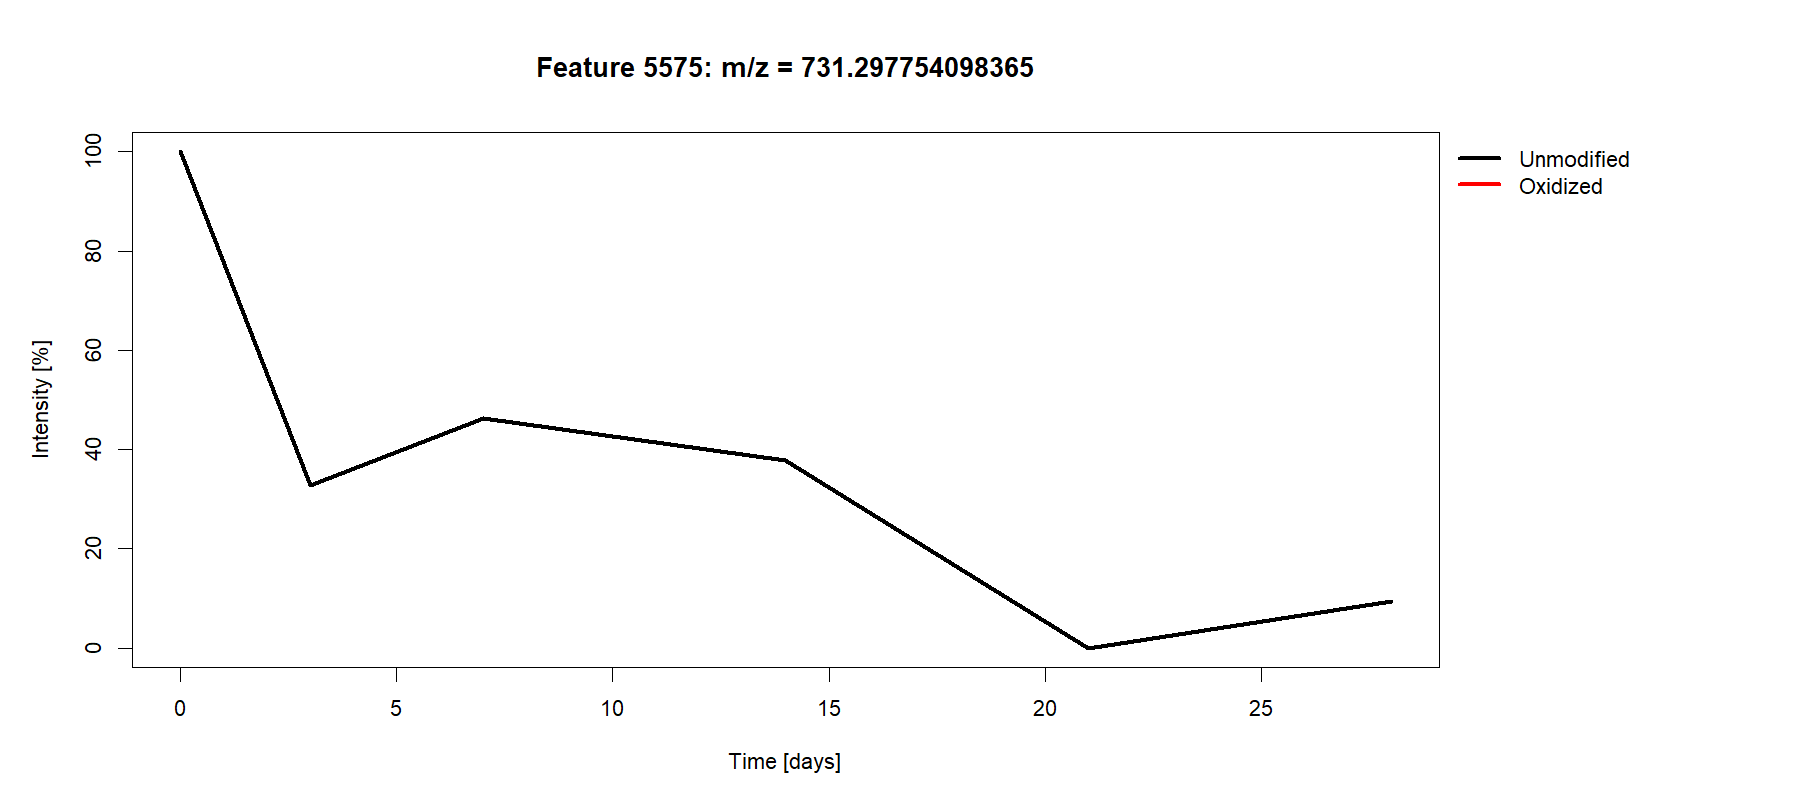 Feature 5575: m/z = 731.297754098365
Unmodified
Oxidized
Intensity [%]
100
80
60
40
20
0
0 5 10 15 20 25
Time [days]